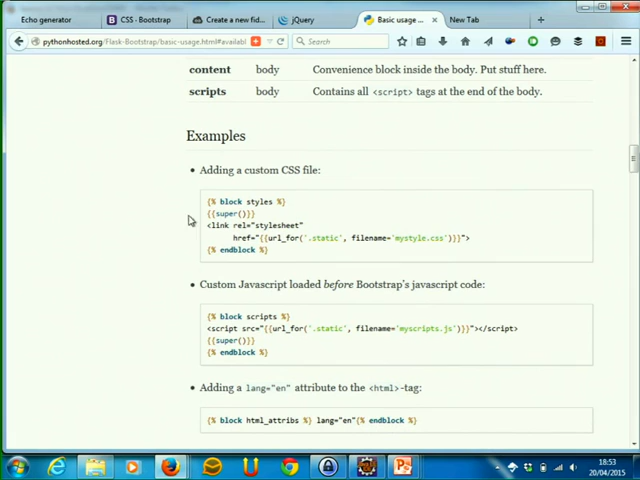 Echo generator
CSS · Bootstrap
Create a new fid...
jQuery
Basic usage ...
New Tab
pythonhosted.org/Flask-Bootstrap/basic-usage.html#availabl
Search
content body Convenience block inside the body. Put stuff here.
scripts body Contains all <script> tags at the end of the body.
Examples
Adding a custom CSS file:
{% block styles %}
{{super()}}
<link rel="stylesheet"
href="{{url_for('.static', filename='mystyle.css')}}">
{% endblock %}
Custom Javascript loaded before Bootstrap's javascript code:
{% block scripts %}
<script src="{{url_for('.static', filename='myscripts.js')}}"></script>
{{super()}}
{% endblock %}
Adding a lang="en" attribute to the <html>-tag:
{% block html_attribs %} lang="en"{% endblock %}
18:53
20/04/2015